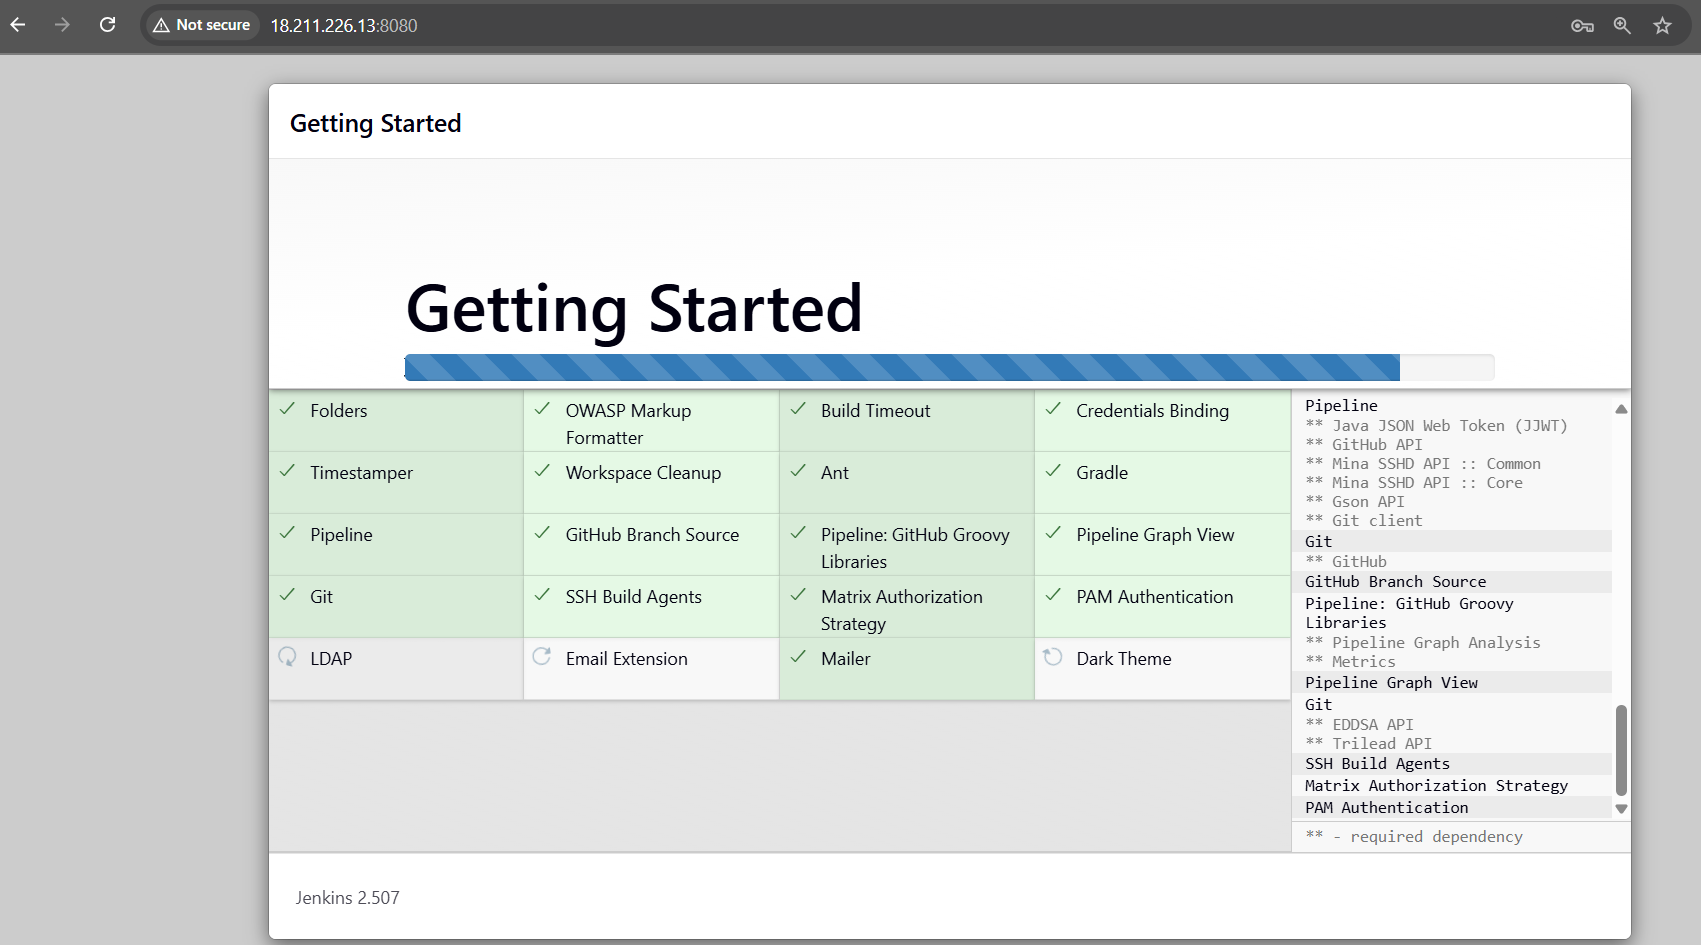 Not secure 18.211.226.13:8080
Getting Started
Getting Started
Folders
OWASP Markup
Formatter
Build Timeout
Credentials Binding
Timestamper
Workspace Cleanup
Ant
Gradle
Pipeline
GitHub Branch Source
Pipeline: GitHub Groovy
Libraries
Pipeline Graph View
Git
SSH Build Agents
Matrix Authorization
Strategy
PAM Authentication
LDAP
Email Extension
Mailer
Dark Theme
Pipeline
** Java JSON Web Token (JJWT)
** GitHub API
** Mina SSHD API :: Common
** Mina SSHD API :: Core
** Gson API
** Git client
Git
** GitHub
GitHub Branch Source
Pipeline: GitHub Groovy
Libraries
** Pipeline Graph Analysis
** Metrics
Pipeline Graph View
Git
** EDDSA API
** Trilead API
SSH Build Agents
Matrix Authorization Strategy
PAM Authentication
** - required dependency
Jenkins 2.507